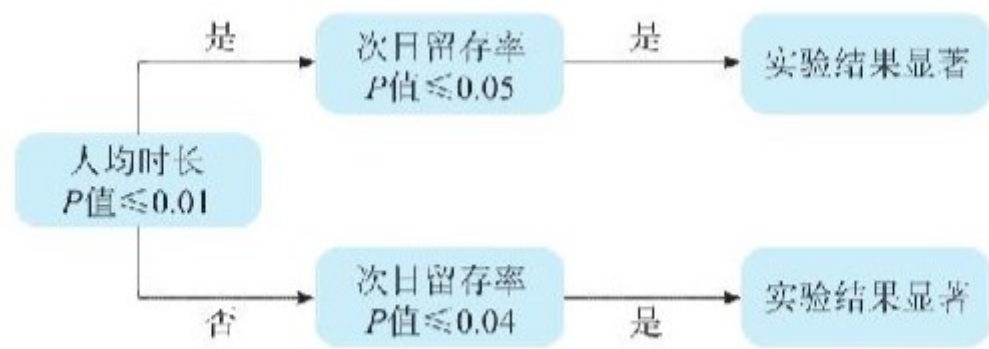 是
次日留存率
P值≤0.05
是
实验结果显著
人均时长
P值≤0.01
否
次日留存率
P值≤0.04
是
实验结果显著